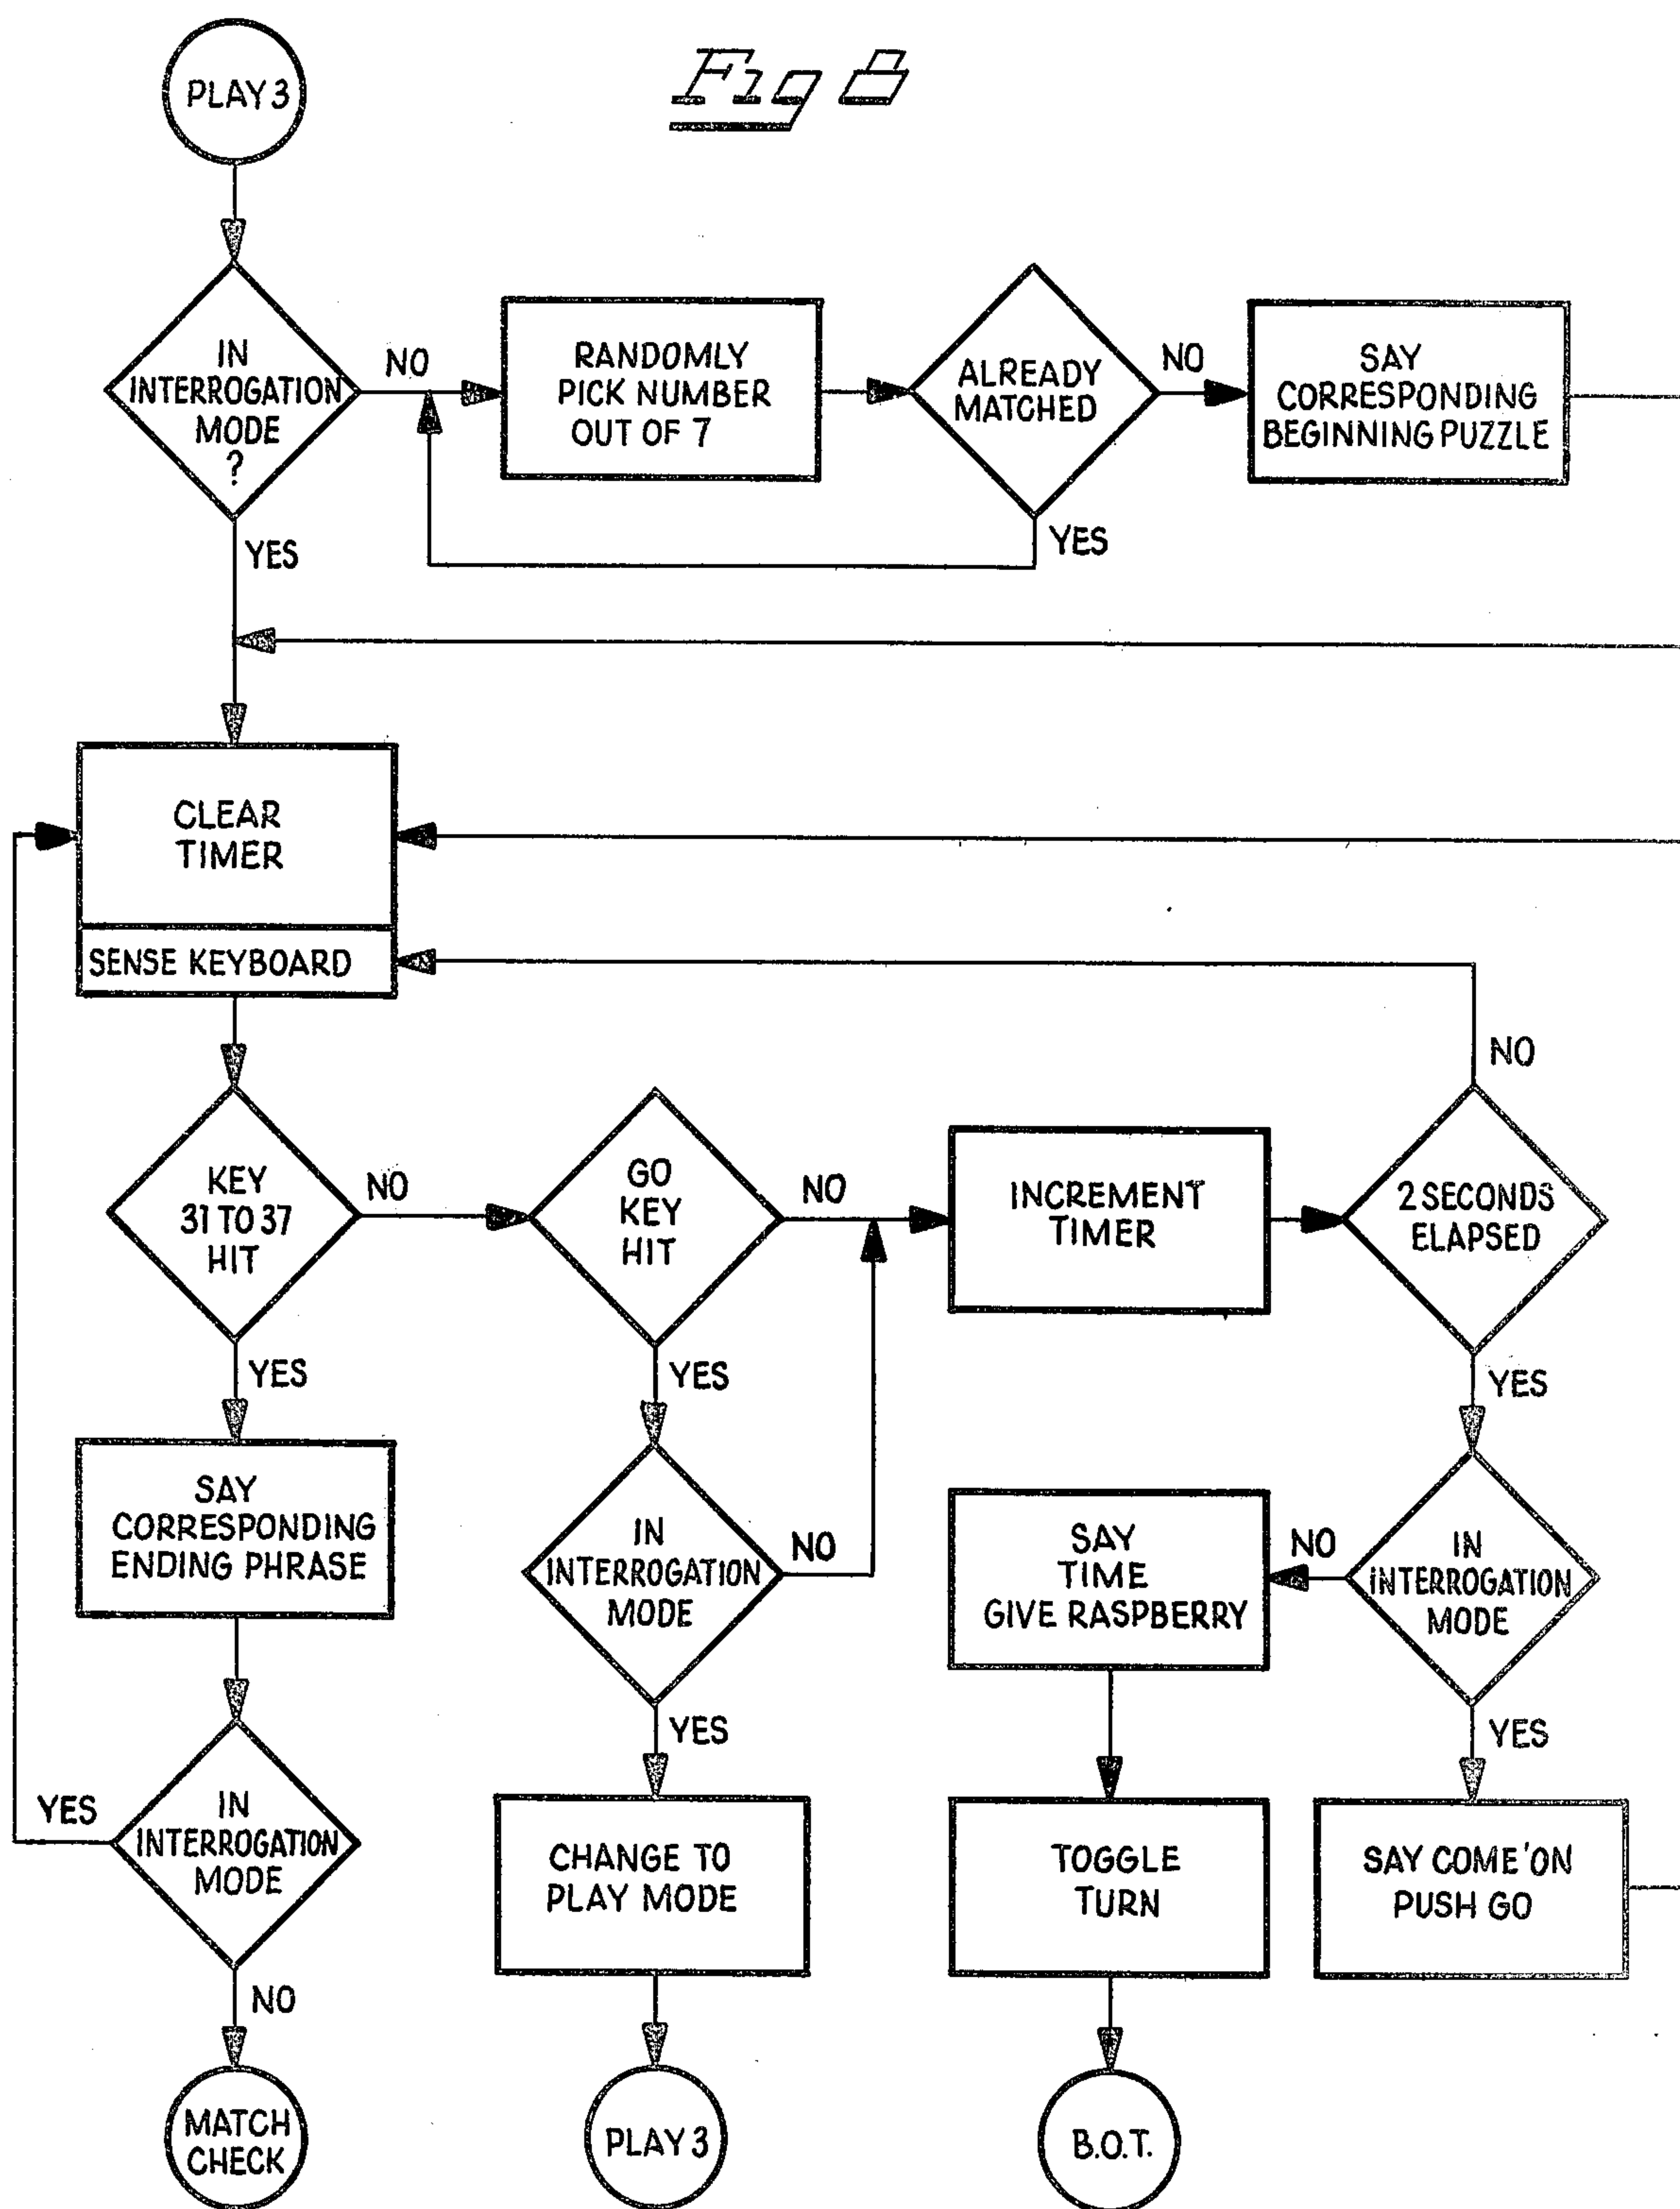 Fig 8
PLAY 3
IN
INTERROGATION
MODE
?
NO
YES
RANDOMLY
PICK NUMBER
OUT OF 7
ALREADY
MATCHED
NO
YES
SAY
CORRESPONDING
BEGINNING PUZZLE
CLEAR
TIMER
SENSE KEYBOARD
KEY
31 TO 37
HIT
NO
YES
GO
KEY
HIT
NO
YES
INCREMENT
TIMER
2 SECONDS
ELAPSED
NO
YES
SAY
CORRESPONDING
ENDING PHRASE
IN
INTERROGATION
MODE
NO
YES
SAY
TIME
GIVE RASPBERRY
NO
IN
INTERROGATION
MODE
YES
IN
INTERROGATION
MODE
YES
NO
CHANGE TO
PLAY MODE
TOGGLE
TURN
SAY COME'ON
PUSH GO
MATCH
CHECK
PLAY 3
B.O.T.